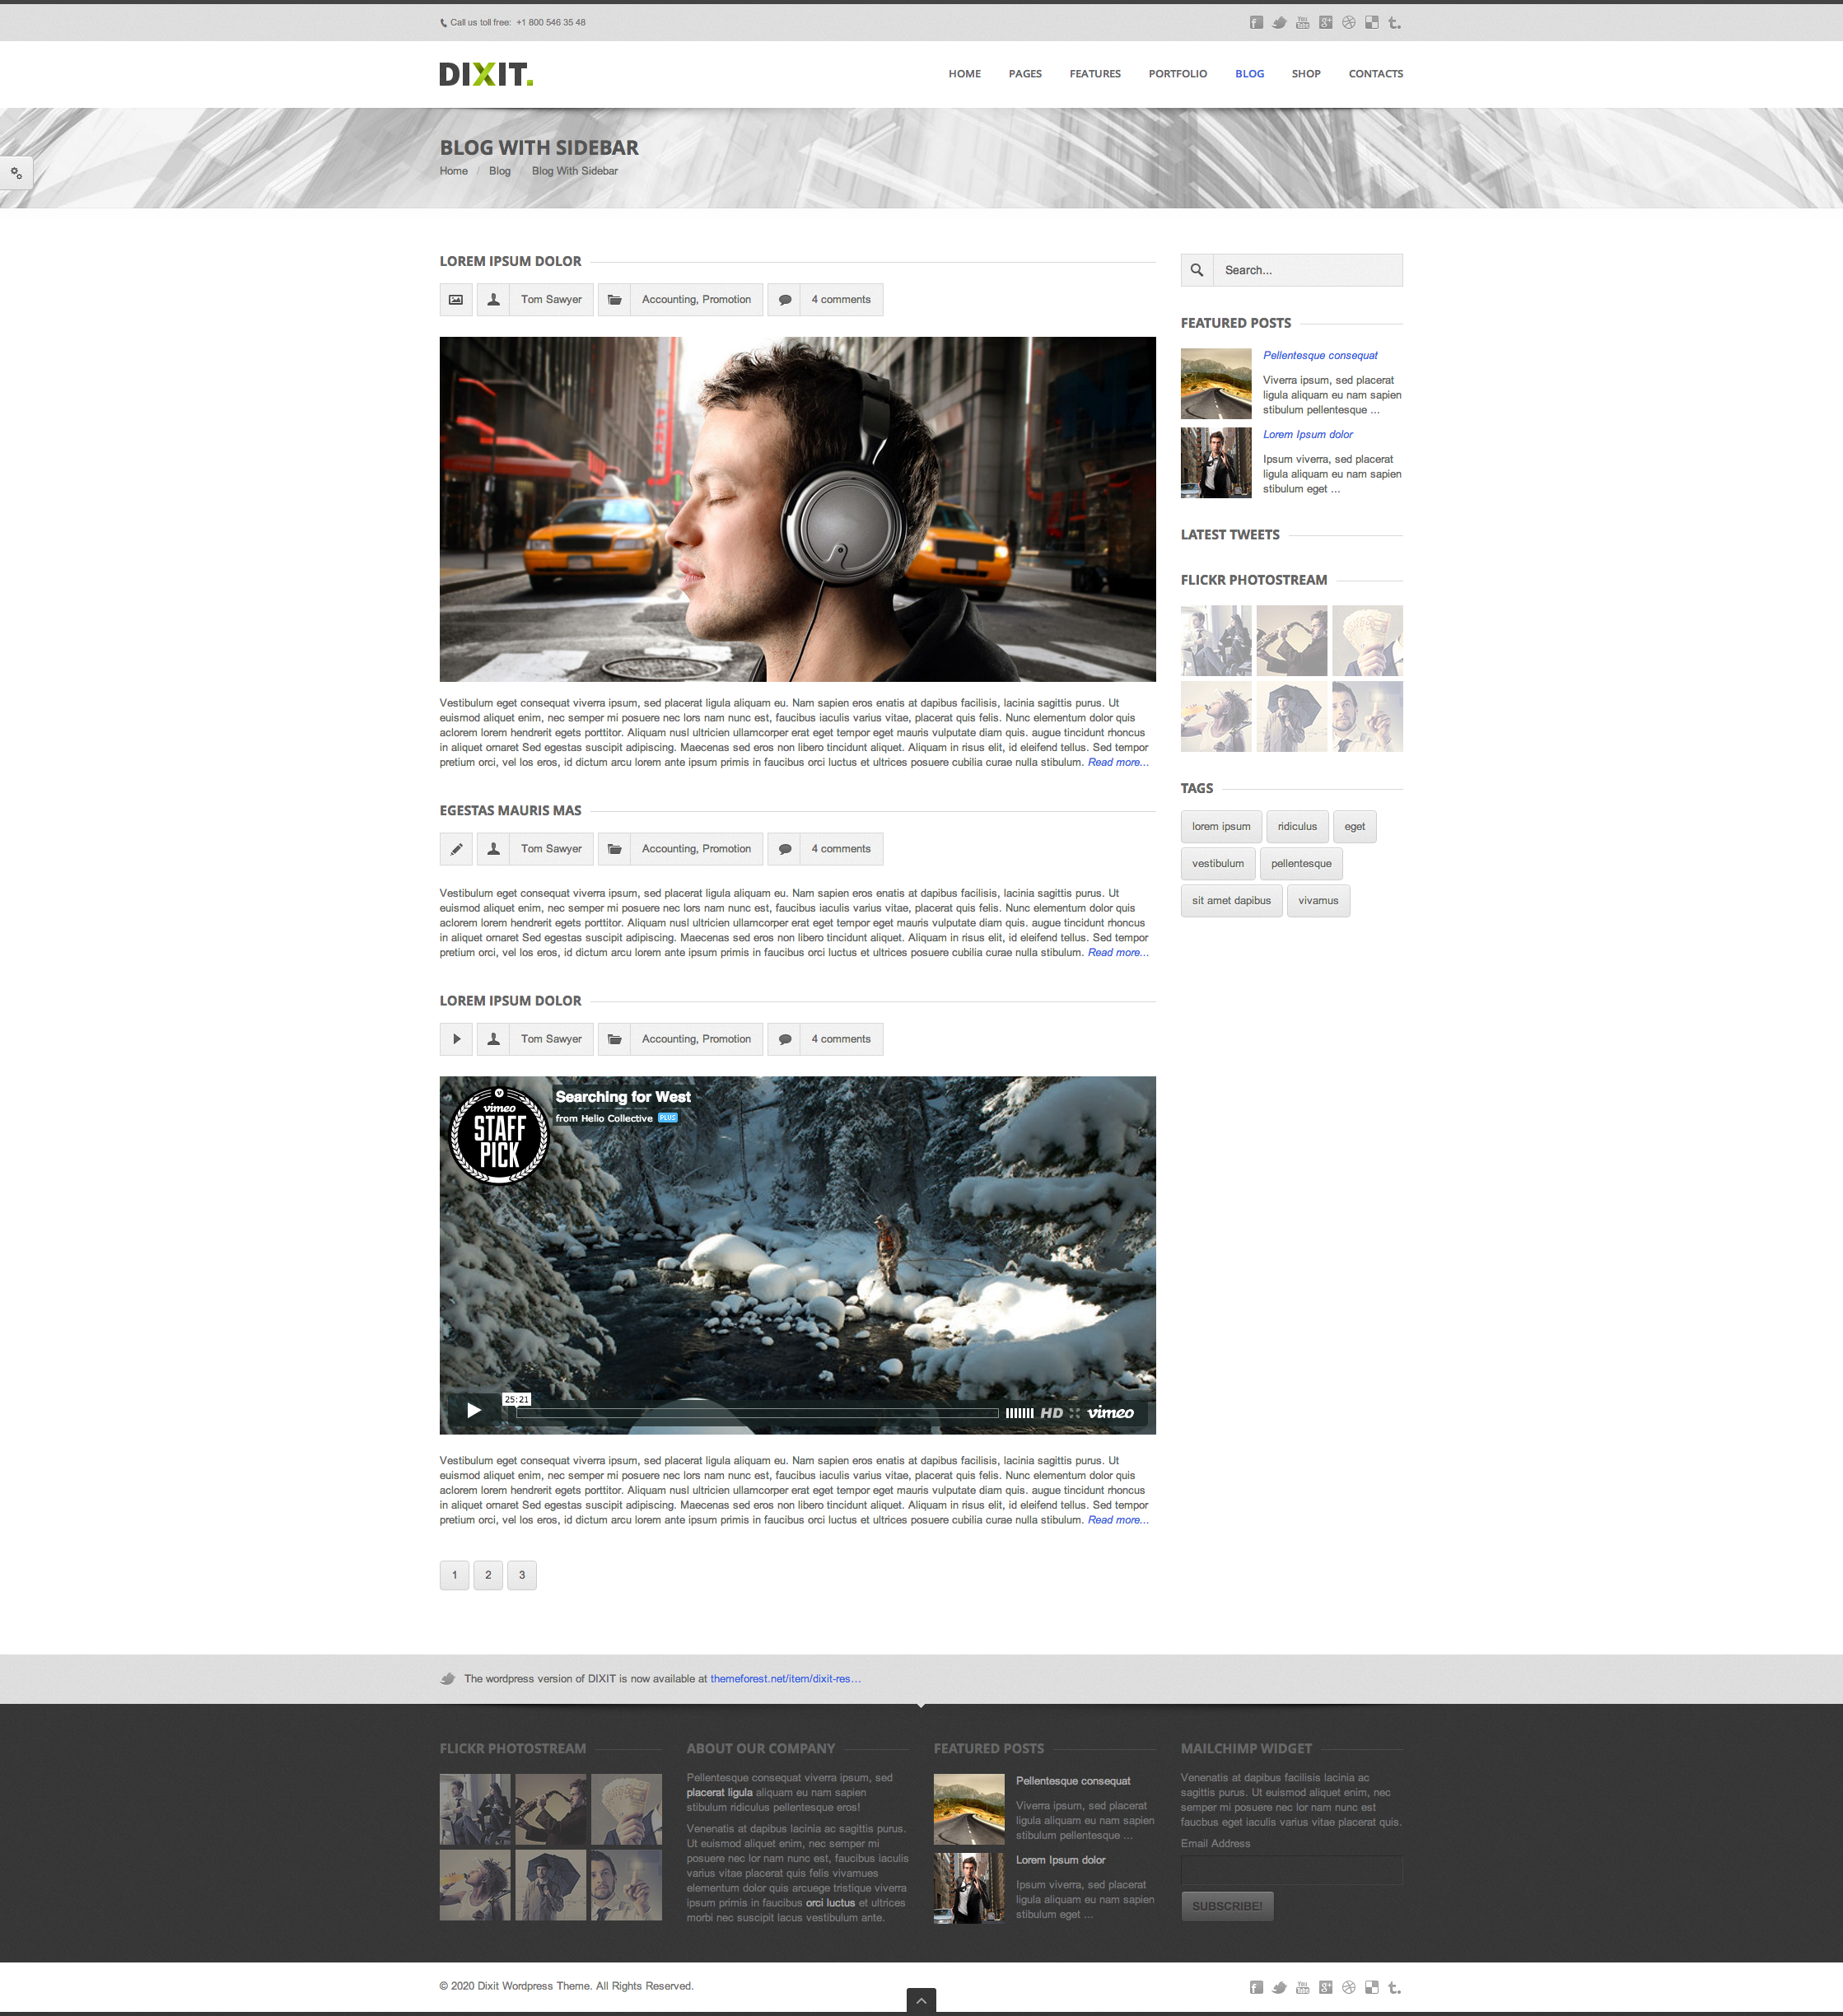 Call us toll free: +1 800 546 35 48
DIXIT.
HOME PAGES FEATURES PORTFOLIO BLOG SHOP CONTACTS
BLOG WITH SIDEBAR
Home / Blog / Blog With Sidebar
LOREM IPSUM DOLOR
Tom Sawyer
Accounting, Promotion
4 comments
Vestibulum eget consequat viverra ipsum, sed placerat ligula aliquam eu. Nam sapien eros enatis at dapibus facilisis, lacinia sagittis purus. Ut
euismod aliquet enim, nec semper mi posuere nec lors nam nunc est, faucibus iaculis varius vitae, placerat quis felis. Nunc elementum dolor quis
aclorem lorem hendrerit egets porttitor. Aliquam nusl ultricien ullamcorper erat eget tempor eget mauris vulputate diam quis. augue tincidunt rhoncus
in aliquet ornaret Sed egestas suscipit adipiscing. Maecenas sed eros non libero tincidunt aliquet. Aliquam in risus elit, id eleifend tellus. Sed tempor
pretium orci, vel los eros, id dictum arcu lorem ante ipsum primis in faucibus orci luctus et ultrices posuere cubilia curae nulla stibulum. Read more...
EGESTAS MAURIS MAS
Tom Sawyer
Accounting, Promotion
4 comments
Vestibulum eget consequat viverra ipsum, sed placerat ligula aliquam eu. Nam sapien eros enatis at dapibus facilisis, lacinia sagittis purus. Ut
euismod aliquet enim, nec semper mi posuere nec lors nam nunc est, faucibus iaculis varius vitae, placerat quis felis. Nunc elementum dolor quis
aclorem lorem hendrerit egets porttitor. Aliquam nusl ultricien ullamcorper erat eget tempor eget mauris vulputate diam quis. augue tincidunt rhoncus
in aliquet ornaret Sed egestas suscipit adipiscing. Maecenas sed eros non libero tincidunt aliquet. Aliquam in risus elit, id eleifend tellus. Sed tempor
pretium orci, vel los eros, id dictum arcu lorem ante ipsum primis in faucibus orci luctus et ultrices posuere cubilia curae nulla stibulum. Read more...
LOREM IPSUM DOLOR
Tom Sawyer
Accounting, Promotion
4 comments
vimeo
STAFF
PICK
Searching for West
from Helio Collective PLUS
25:21
HD
vimeo
Vestibulum eget consequat viverra ipsum, sed placerat ligula aliquam eu. Nam sapien eros enatis at dapibus facilisis, lacinia sagittis purus. Ut
euismod aliquet enim, nec semper mi posuere nec lors nam nunc est, faucibus iaculis varius vitae, placerat quis felis. Nunc elementum dolor quis
aclorem lorem hendrerit egets porttitor. Aliquam nusl ultricien ullamcorper erat eget tempor eget mauris vulputate diam quis. augue tincidunt rhoncus
in aliquet ornaret Sed egestas suscipit adipiscing. Maecenas sed eros non libero tincidunt aliquet. Aliquam in risus elit, id eleifend tellus. Sed tempor
pretium orci, vel los eros, id dictum arcu lorem ante ipsum primis in faucibus orci luctus et ultrices posuere cubilia curae nulla stibulum. Read more...
1 2 3
Search...
FEATURED POSTS
Pellentesque consequat
Viverra ipsum, sed placerat
ligula aliquam eu nam sapien
stibulum pellentesque ...
Lorem Ipsum dolor
Ipsum viverra, sed placerat
ligula aliquam eu nam sapien
stibulum eget ...
LATEST TWEETS
FLICKR PHOTOSTREAM
TAGS
lorem ipsum ridiculus eget
vestibulum pellentesque
sit amet dapibus vivamus
The wordpress version of DIXIT is now available at themeforest.net/item/dixit-res…
FLICKR PHOTOSTREAM
ABOUT OUR COMPANY
Pellentesque consequat viverra ipsum, sed
placerat ligula aliquam eu nam sapien
stibulum ridiculus pellentesque eros!
Venenatis at dapibus lacinia ac sagittis purus.
Ut euismod aliquet enim, nec semper mi
posuere nec lor nam nunc est, faucibus iaculis
varius vitae placerat quis felis vivamues
elementum dolor quis arcuege tristique viverra
ipsum primis in faucibus orci luctus et ultrices
morbi nec suscipit lacus vestibulum ante.
FEATURED POSTS
Pellentesque consequat
Viverra ipsum, sed placerat
ligula aliquam eu nam sapien
stibulum pellentesque ...
Lorem Ipsum dolor
Ipsum viverra, sed placerat
ligula aliquam eu nam sapien
stibulum eget ...
MAILCHIMP WIDGET
Venenatis at dapibus facilisis lacinia ac
sagittis purus. Ut euismod aliquet enim, nec
semper mi posuere nec lor nam nunc est
faucbus eget iaculis varius vitae placerat quis.
Email Address
SUBSCRIBE!
© 2020 Dixit Wordpress Theme. All Rights Reserved.